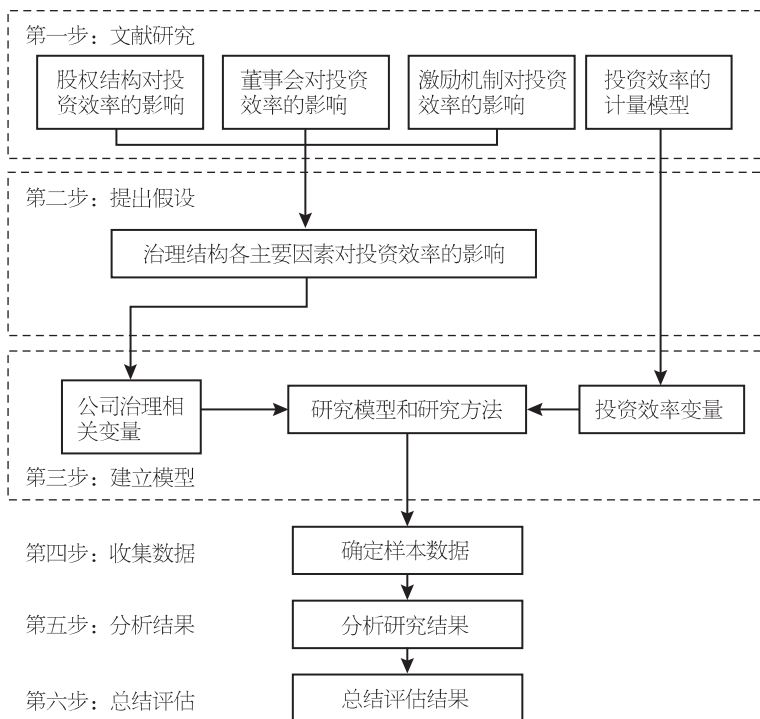 第一步：文献研究
股权结构对投
资效率的影响
董事会对投资
效率的影响
激励机制对投资
效率的影响
投资效率的
计量模型
第二步：提出假设
治理结构各主要因素对投资效率的影响
公司治理相
关变量
研究模型和研究方法
投资效率变量
第三步：建立模型
第四步：收集数据
确定样本数据
第五步：分析结果
分析研究结果
第六步：总结评估
总结评估结果